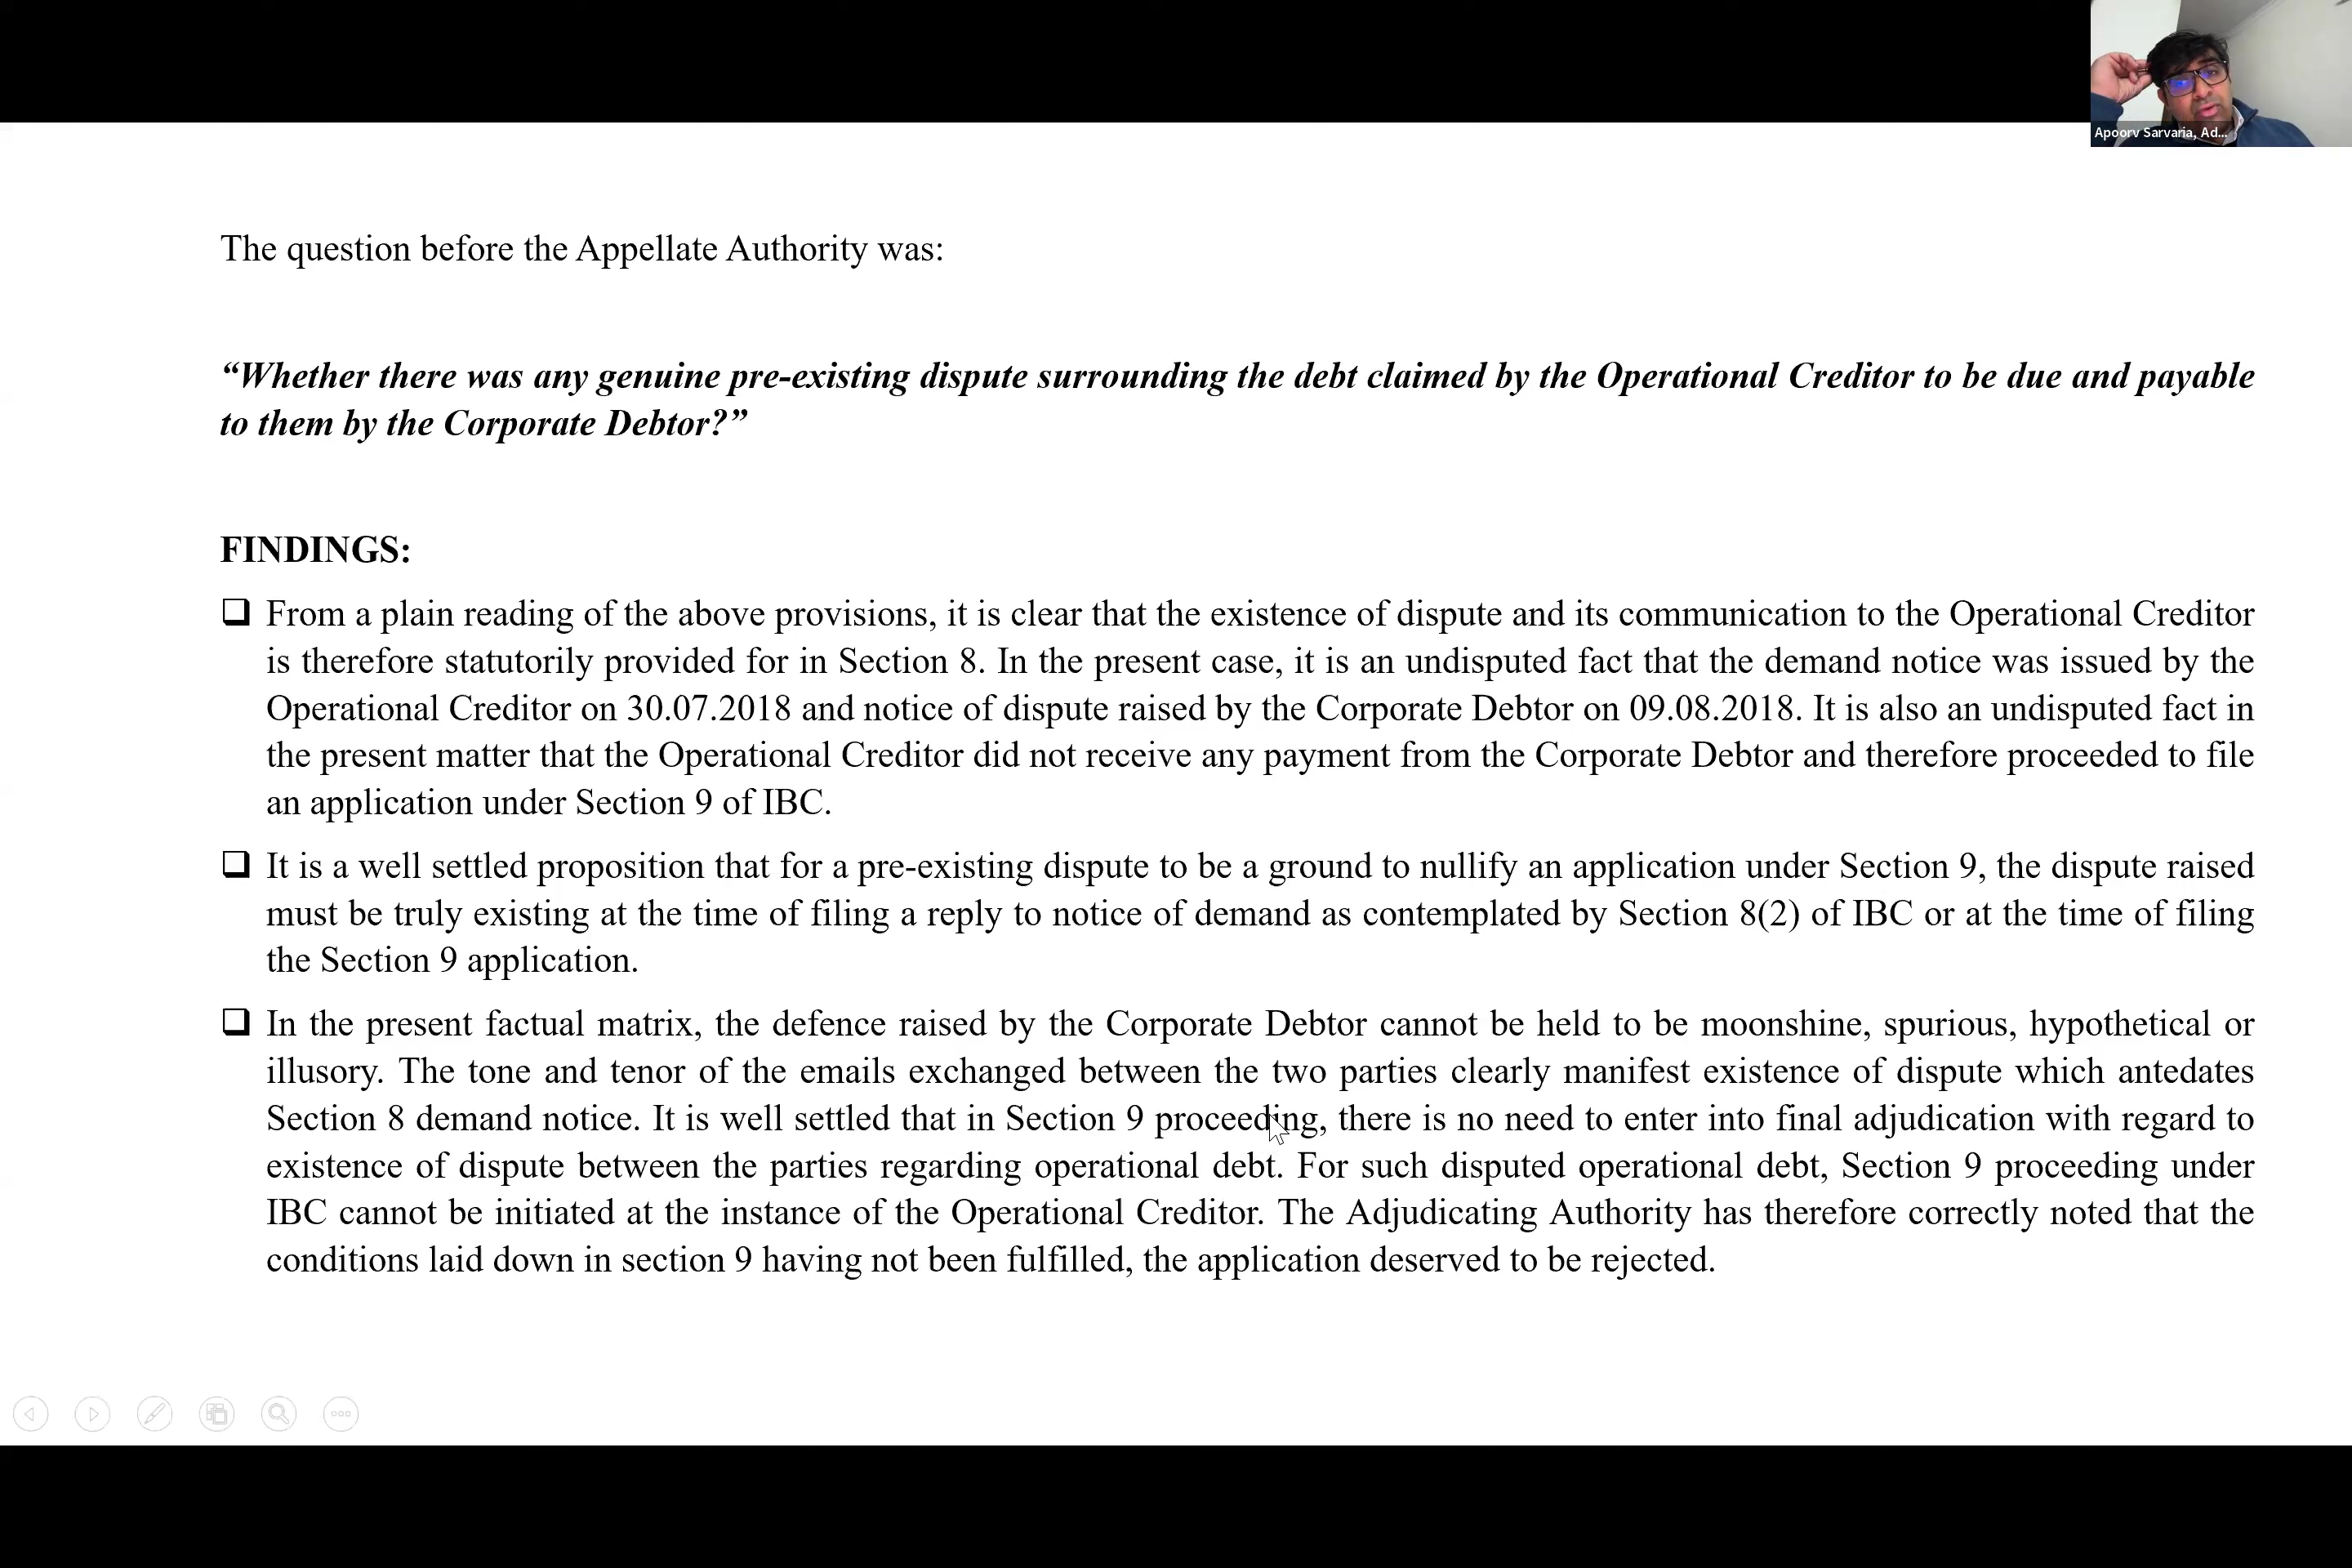 Apoorv Sarvaria, Ad...
The question before the Appellate Authority was:
“Whether there was any genuine pre-existing dispute surrounding the debt claimed by the Operational Creditor to be due and payable
to them by the Corporate Debtor?”
FINDINGS:
❑ From a plain reading of the above provisions, it is clear that the existence of dispute and its communication to the Operational Creditor
is therefore statutorily provided for in Section 8. In the present case, it is an undisputed fact that the demand notice was issued by the
Operational Creditor on 30.07.2018 and notice of dispute raised by the Corporate Debtor on 09.08.2018. It is also an undisputed fact in
the present matter that the Operational Creditor did not receive any payment from the Corporate Debtor and therefore proceeded to file
an application under Section 9 of IBC.
❑ It is a well settled proposition that for a pre-existing dispute to be a ground to nullify an application under Section 9, the dispute raised
must be truly existing at the time of filing a reply to notice of demand as contemplated by Section 8(2) of IBC or at the time of filing
the Section 9 application.
❑ In the present factual matrix, the defence raised by the Corporate Debtor cannot be held to be moonshine, spurious, hypothetical or
illusory. The tone and tenor of the emails exchanged between the two parties clearly manifest existence of dispute which antedates
Section 8 demand notice. It is well settled that in Section 9 proceeding, there is no need to enter into final adjudication with regard to
existence of dispute between the parties regarding operational debt. For such disputed operational debt, Section 9 proceeding under
IBC cannot be initiated at the instance of the Operational Creditor. The Adjudicating Authority has therefore correctly noted that the
conditions laid down in section 9 having not been fulfilled, the application deserved to be rejected.